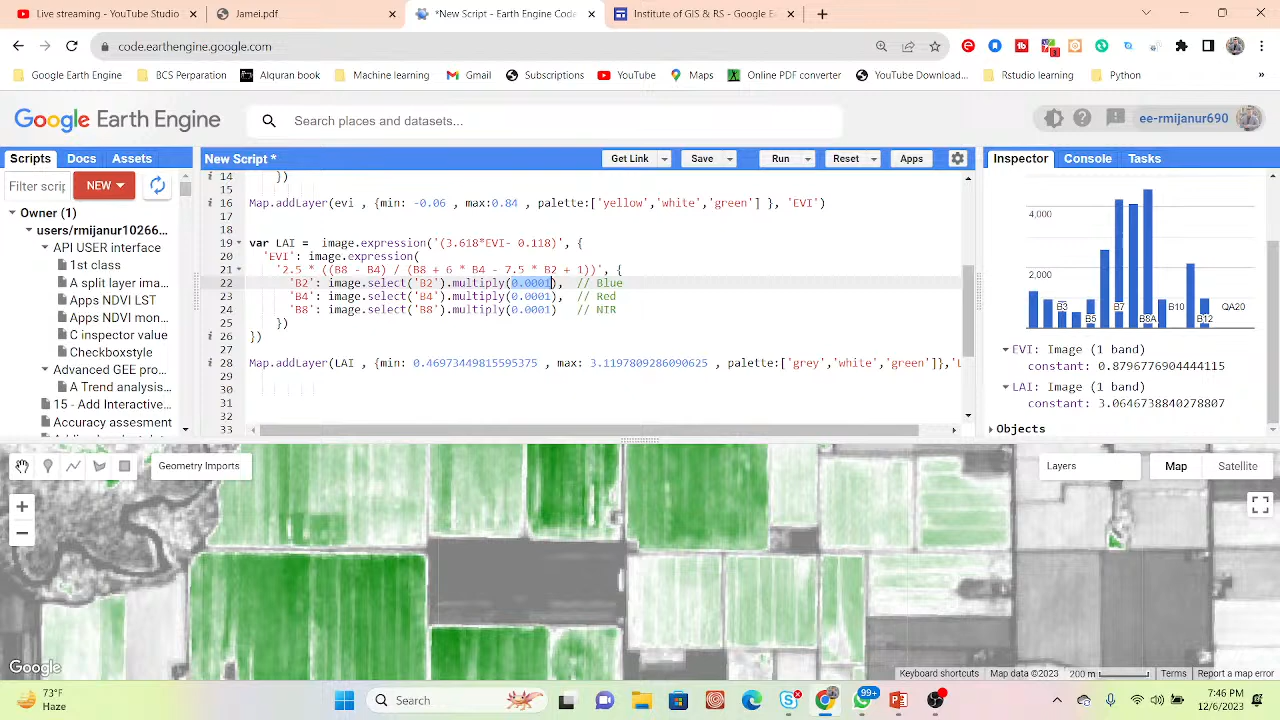 Live streaming - YouTube Studio
Jamei.pdf
*New Script - Earth Engine Code
Institute of GIS & R
- Google E
code.earthengine.google.com
Google Earth Engine
BCS Perparation
Alquran book
Machine learning
Gmail
Subscriptions
YouTube
Maps
Online PDF converter
YouTube Download...
Rstudio learning
Python
»
Google Earth Engine
Search places and datasets...
ee-rmijanur690
Scripts
Docs
Assets
New Script *
Get Link
Save
Run
Reset
Apps
Inspector
Console
Tasks
Filter scrip
NEW
Owner (1)
users/rmijanur10266...
API USER interface
1st class
A split layer ima...
Apps NDVI LST
Apps NDVI mon...
C inspector value
Checkboxstyle
Advanced GEE pro...
A Trend analysis...
15 - Add Interactive...
Accuracy assesment
i 14 })
15
i 16 Map.addLayer(evi , {min: -0.06 , max:0.84 , palette:['yellow','white','green'] }, 'EVI')
17
18
19 var LAI = image.expression('(3.618*EVI- 0.118)', {
20 'EVI': image.expression(
21 '2.5 * ((B8 - B4) / (B8 + 6 * B4 - 7.5 * B2 + 1))', {
22 'B2': image.select('B2').multiply(0.0001), // Blue
23 'B4': image.select('B4').multiply(0.0001), // Red
24 'B8': image.select('B8').multiply(0.0001) // NIR
25 })
i 26 })
27
i 28 Map.addLayer(LAI , {min: 0.46973449815595375 , max: 3.1197809286090625 , palette:['grey','white','green']},'L
29
30
31
32
33
4,000
2,000
B5
B7
B8A
B10
B12
QA20
EVI: Image (1 band)
constant: 0.8796776904444115
LAI: Image (1 band)
constant: 3.0646738840278807
Objects
Geometry Imports
Layers
Map
Satellite
+
−
Google
Keyboard shortcuts
Map data ©2023
200 m
Terms
Report a map error
73°F
Haze
Search
99+
7:46 PM
12/6/2023